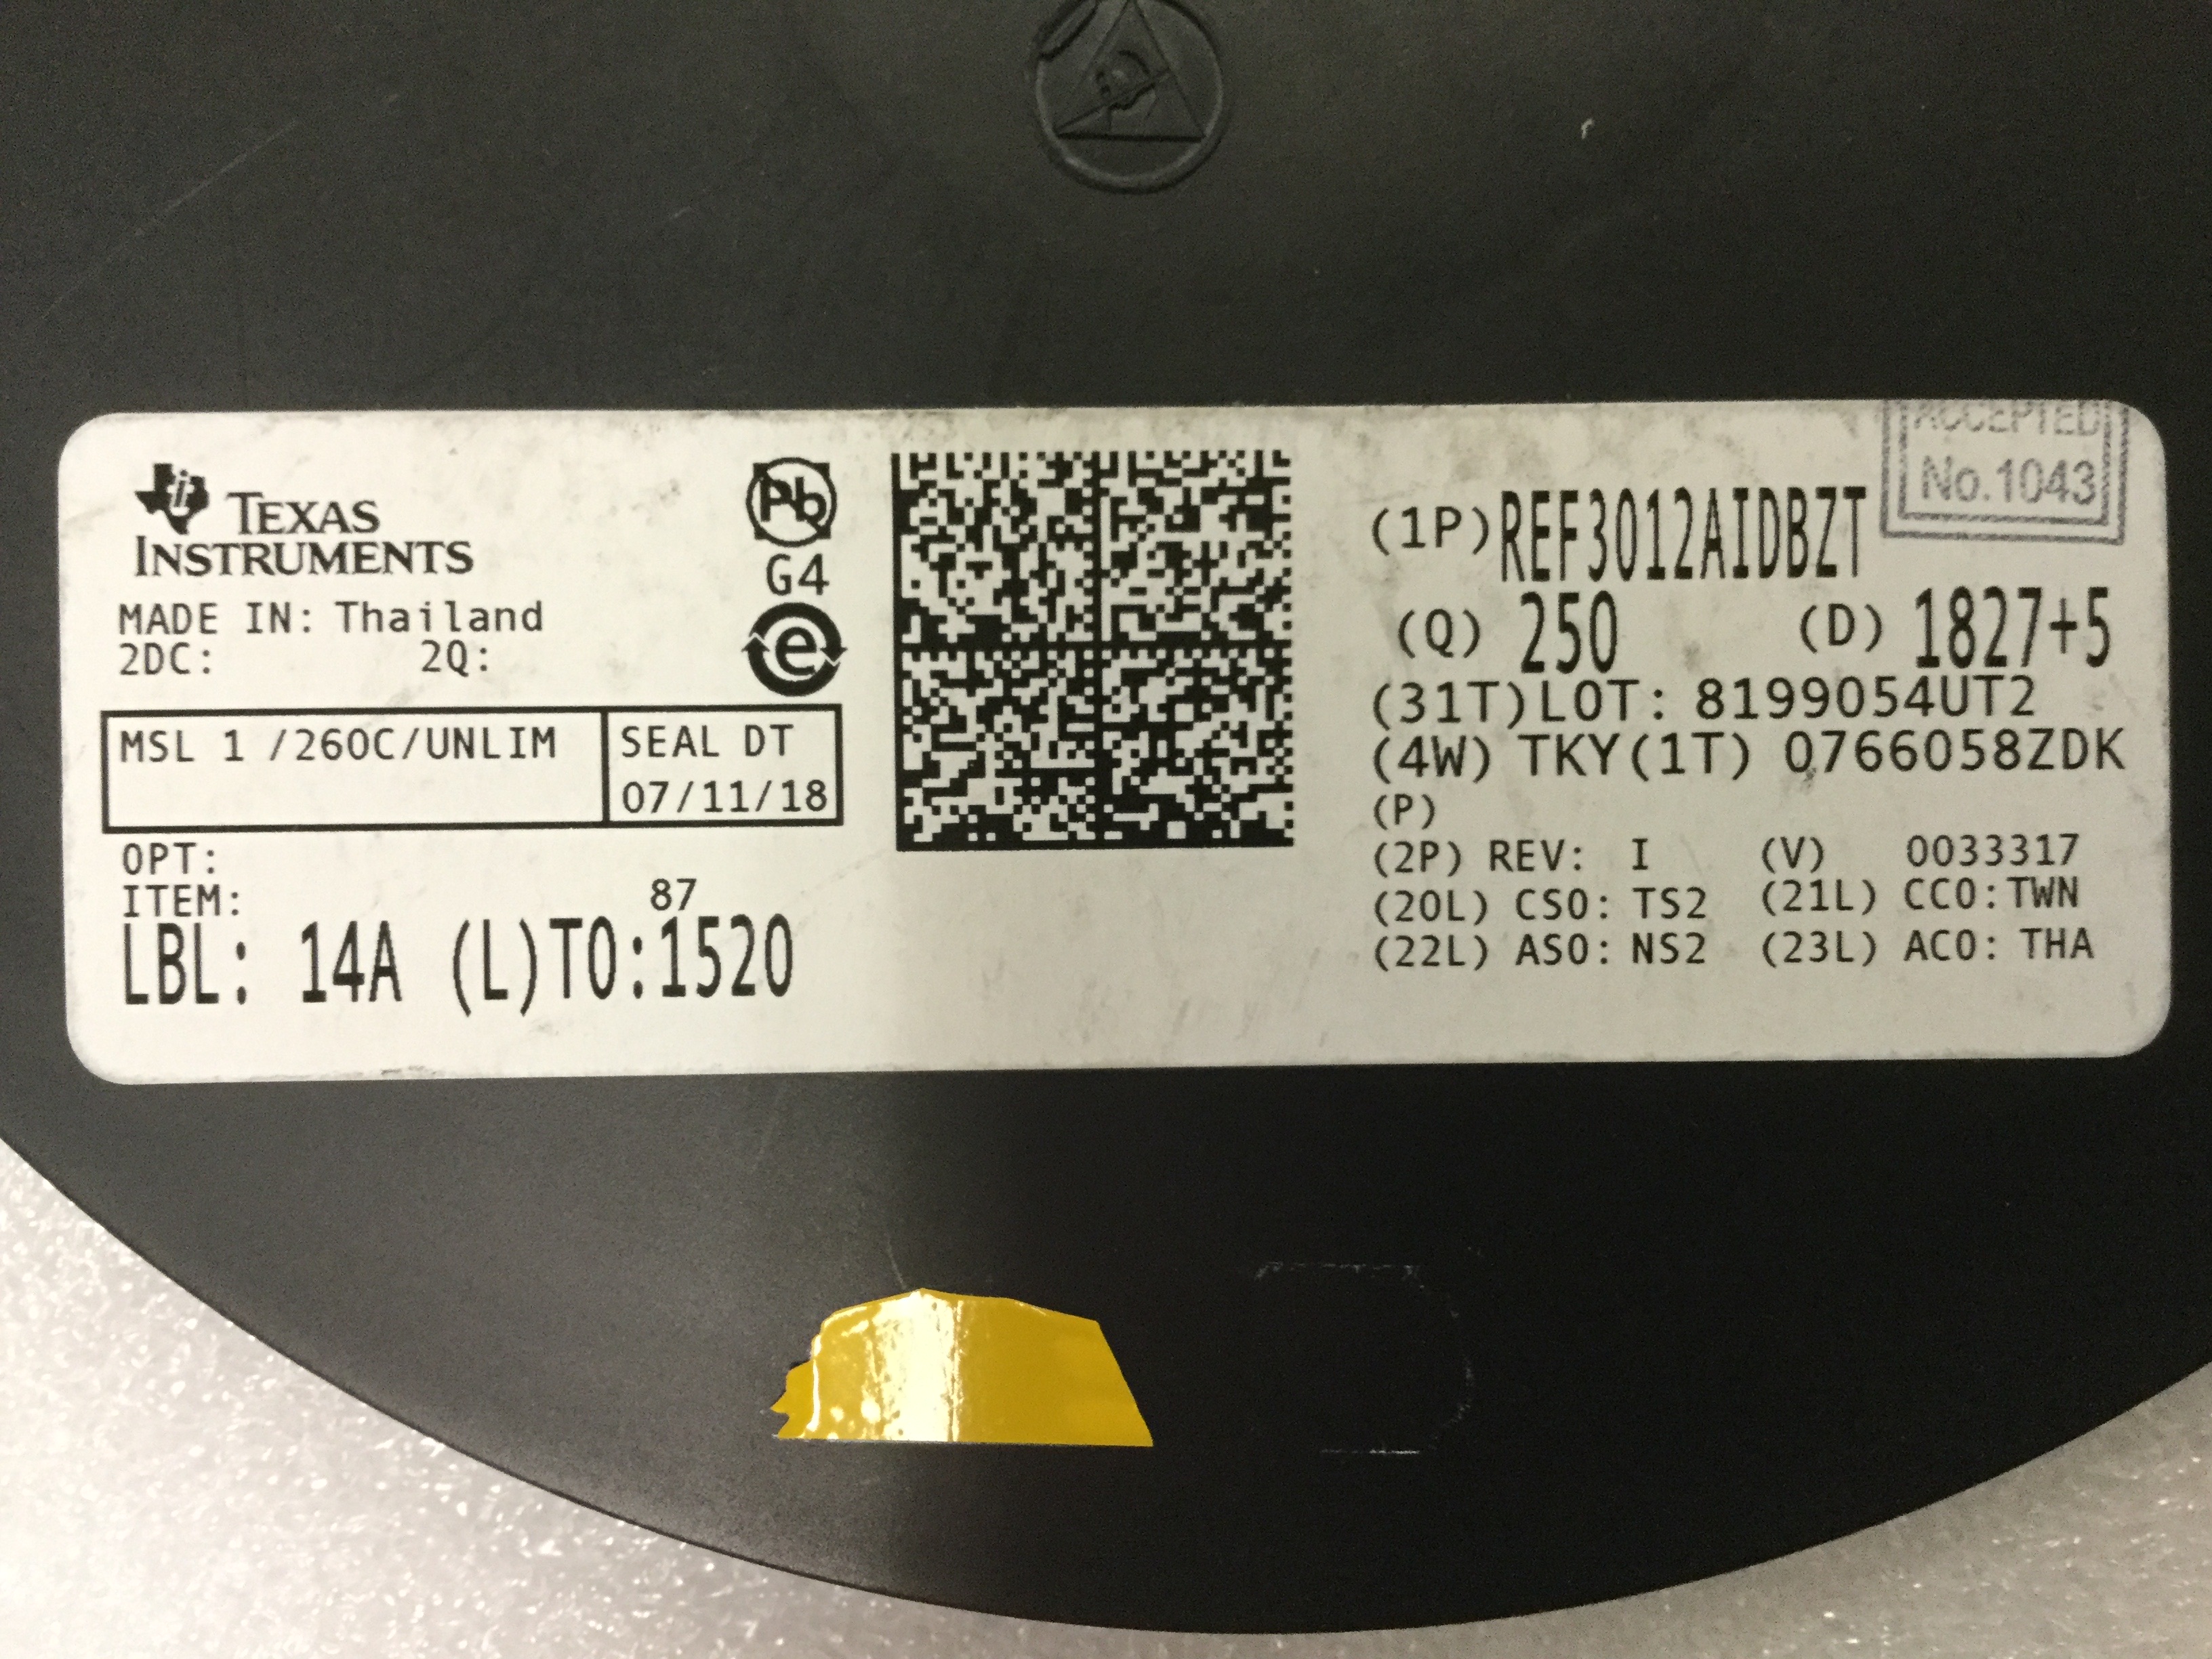 TEXAS
INSTRUMENTS
MADE IN: Thailand
2DC: 2Q:
MSL 1 /260C/UNLIM
SEAL DT
07/11/18
OPT:
ITEM:
87
LBL: 14A (L)TO:1520
Pb
G4
e
ACCEPTED
No.1043
(1P)REF3012AIDBZT
(Q) 250 (D) 1827+5
(31T)LOT: 8199054UT2
(4W) TKY(1T) 0766058ZDK
(P)
(2P) REV: I (V) 0033317
(20L) CSO: TS2 (21L) CCO:TWN
(22L) ASO: NS2 (23L) ACO: THA